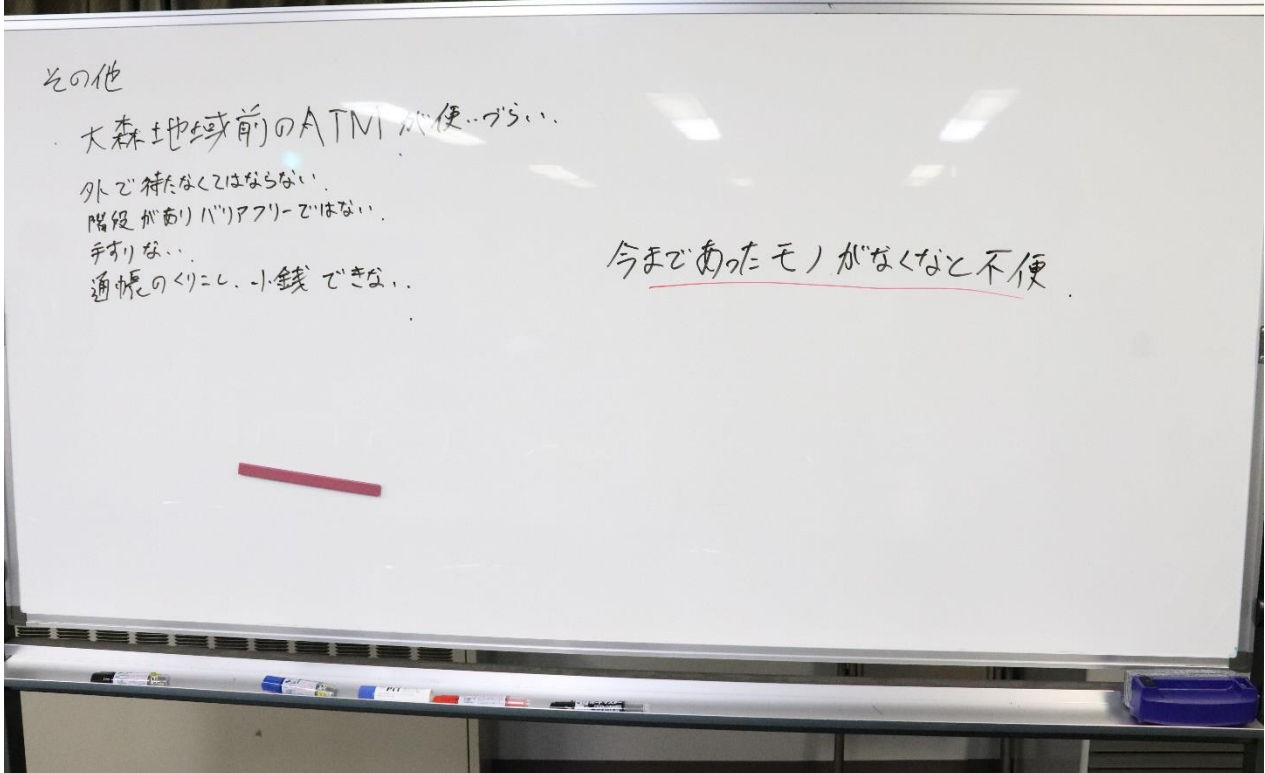 その他
大森地域前のATMが使いづらい.
外で待たなくてはならない.
階段がありバリアフリーではない.
手すりない.
通帳のくりこし、小銭できない.
今まであったモノがなくなと不便.